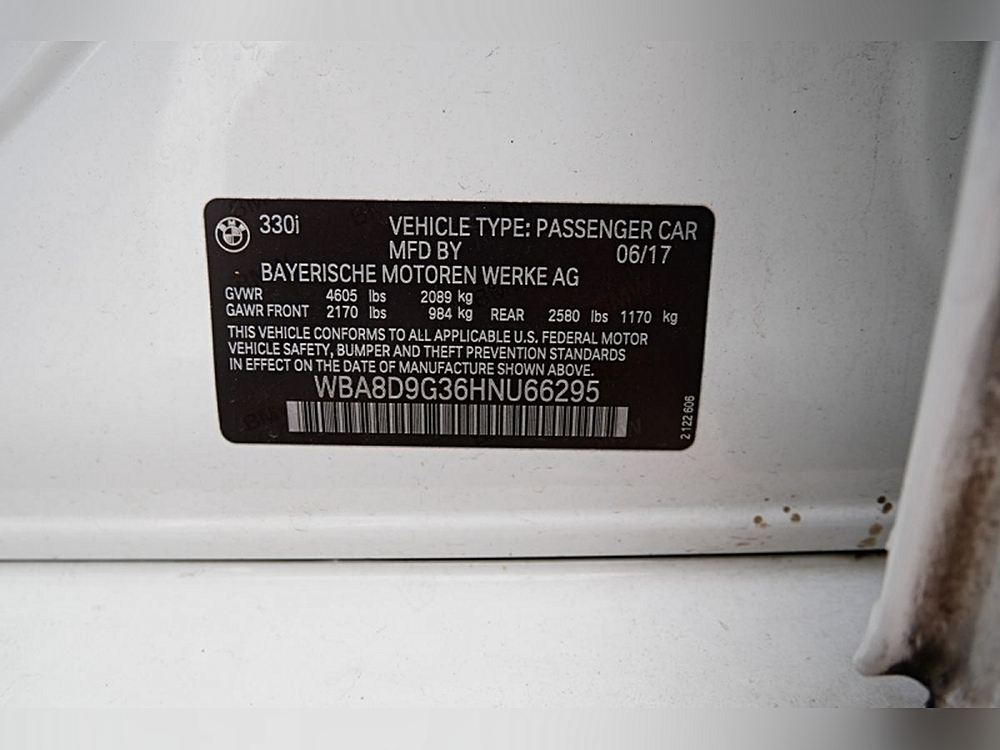 330i VEHICLE TYPE: PASSENGER CAR
MFD BY 06/17
BAYERISCHE MOTOREN WERKE AG
GVWR 4605 lbs 2089 kg
GAWR FRONT 2170 lbs 984 kg REAR 2580 lbs 1170 kg
THIS VEHICLE CONFORMS TO ALL APPLICABLE U.S. FEDERAL MOTOR
VEHICLE SAFETY, BUMPER AND THEFT PREVENTION STANDARDS
IN EFFECT ON THE DATE OF MANUFACTURE SHOWN ABOVE.
WBA8D9G36HNU66295
2 122 606